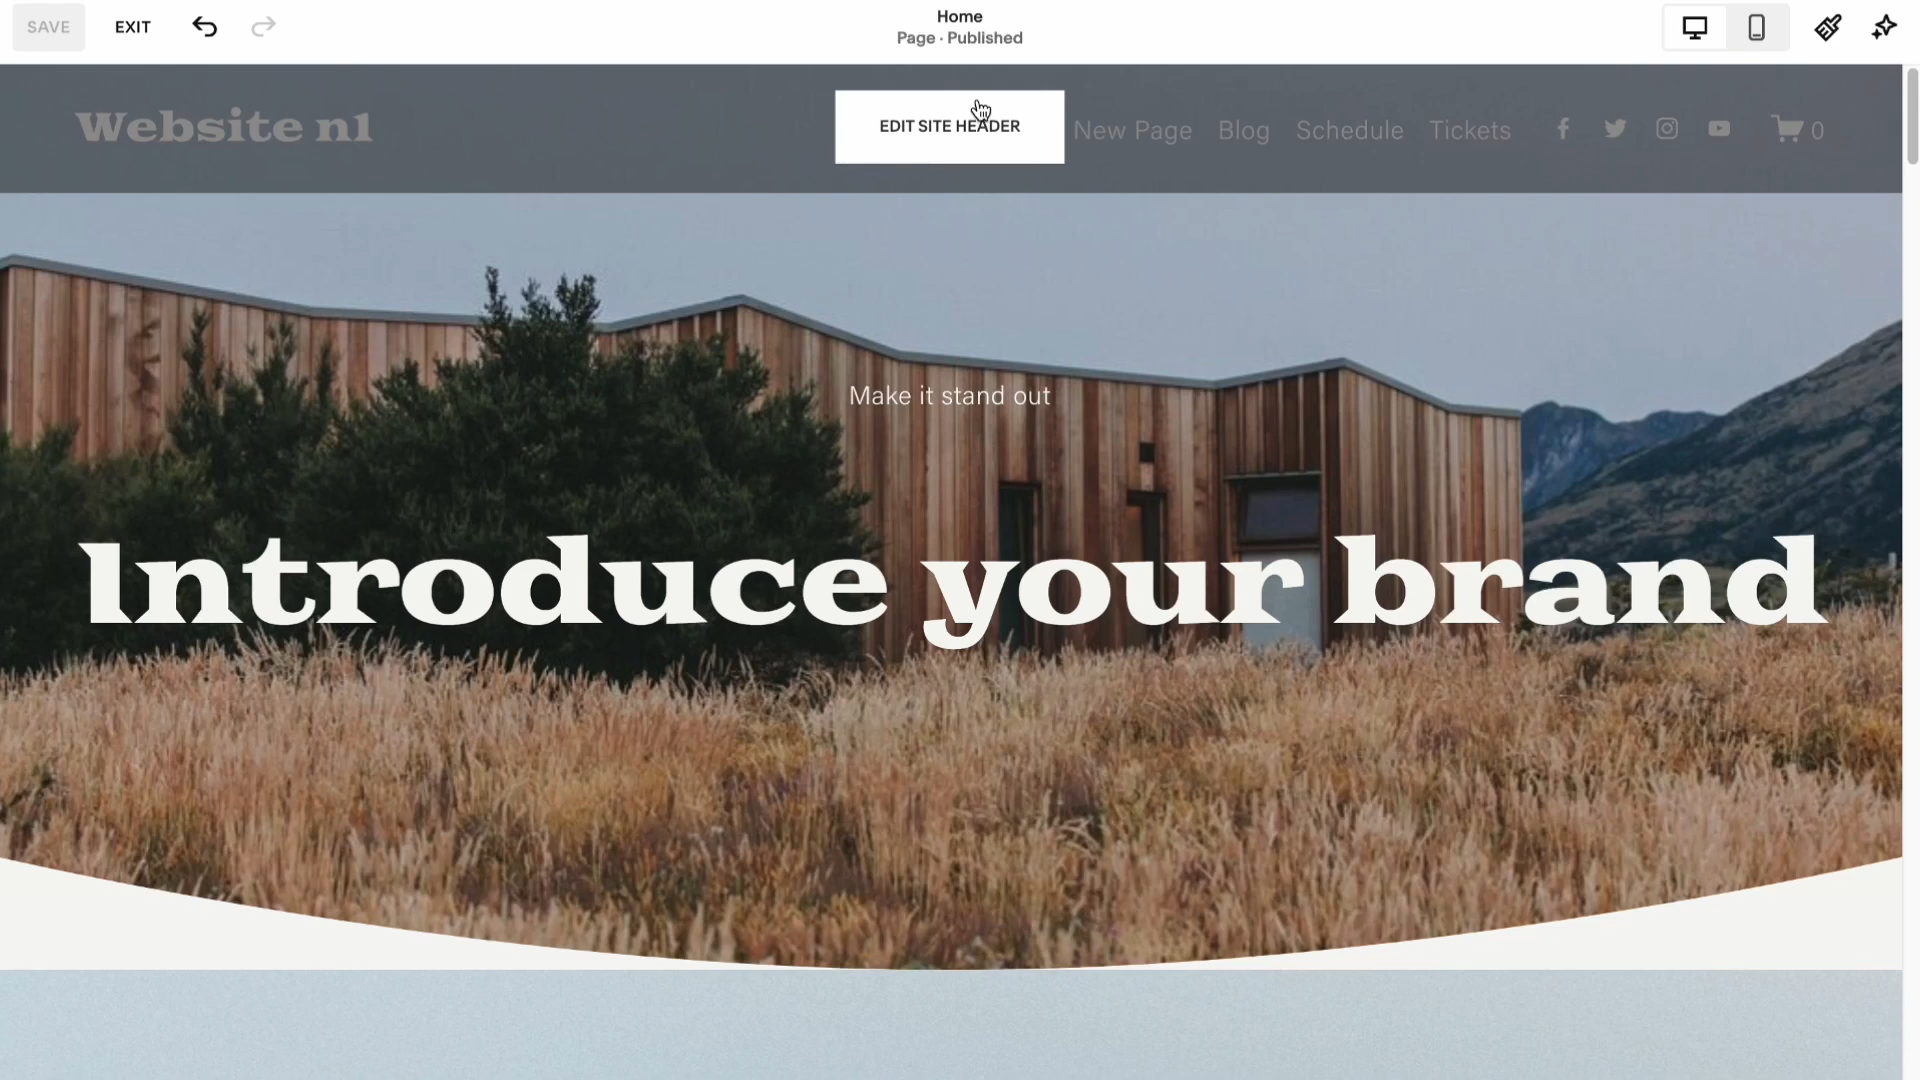 SAVE EXIT Home
Page · Published
Website n1 EDIT SITE HEADER New Page Blog Schedule Tickets 0
Make it stand out
Introduce your brand